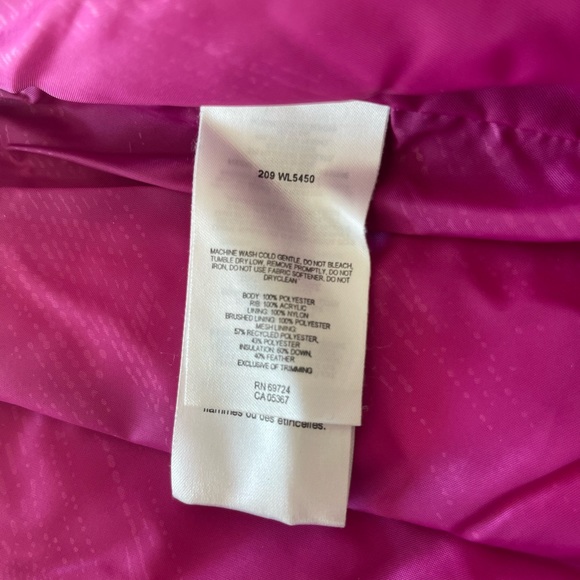 209 WL5450
MACHINE WASH COLD GENTLE, DO NOT BLEACH,
TUMBLE DRY LOW, REMOVE PROMPTLY, DO NOT
IRON, DO NOT USE FABRIC SOFTENER, DO NOT
DRYCLEAN
BODY: 100% POLYESTER
RIB: 100% ACRYLIC
LINING: 100% NYLON
BRUSHED LINING: 100% POLYESTER
MESH LINING:
57% RECYCLED POLYESTER,
43% POLYESTER
INSULATION: 60% DOWN,
40% FEATHER
EXCLUSIVE OF TRIMMING
RN 69724
CA 05367
flammes ou des étincelles.